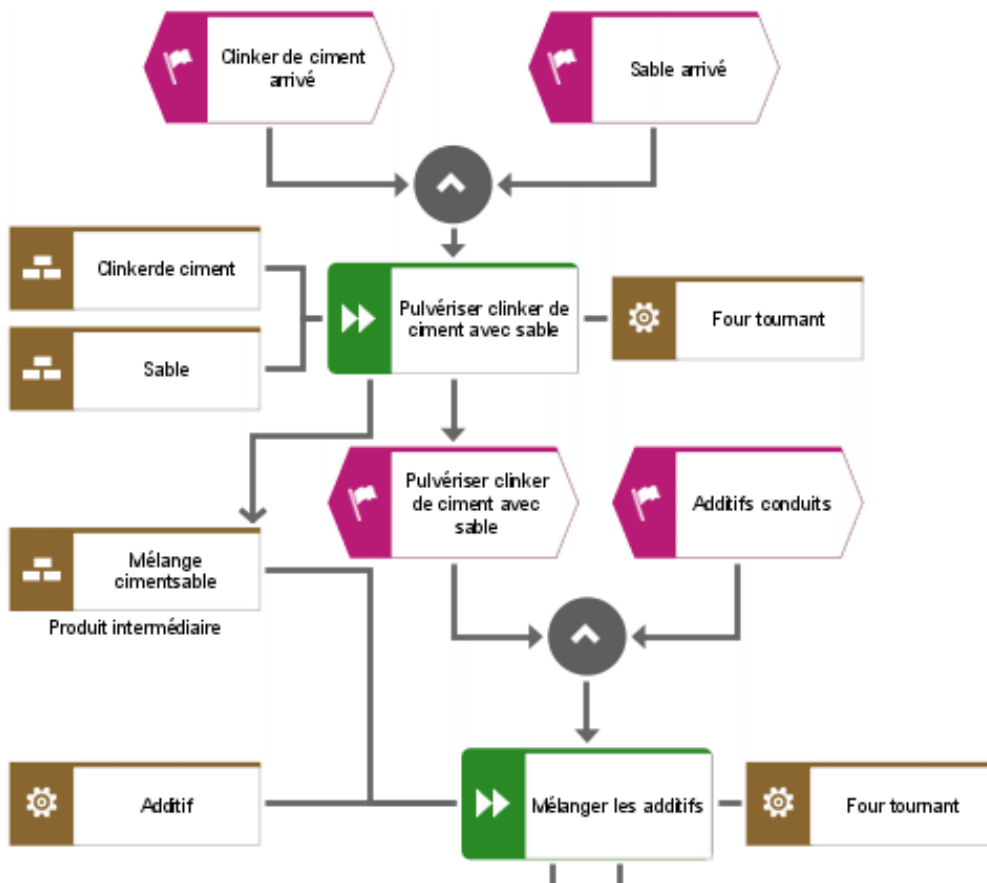 Clinker de ciment
arrivé
Sable arrivé
Clinkerde ciment
Pulvériser clinker de
ciment avec sable
Four tournant
Sable
Pulvériser clinker
de ciment avec
sable
Additifs conduits
Mélange
cimentsable
Produit intermédiaire
Additif
Mélanger les additifs
Four tournant